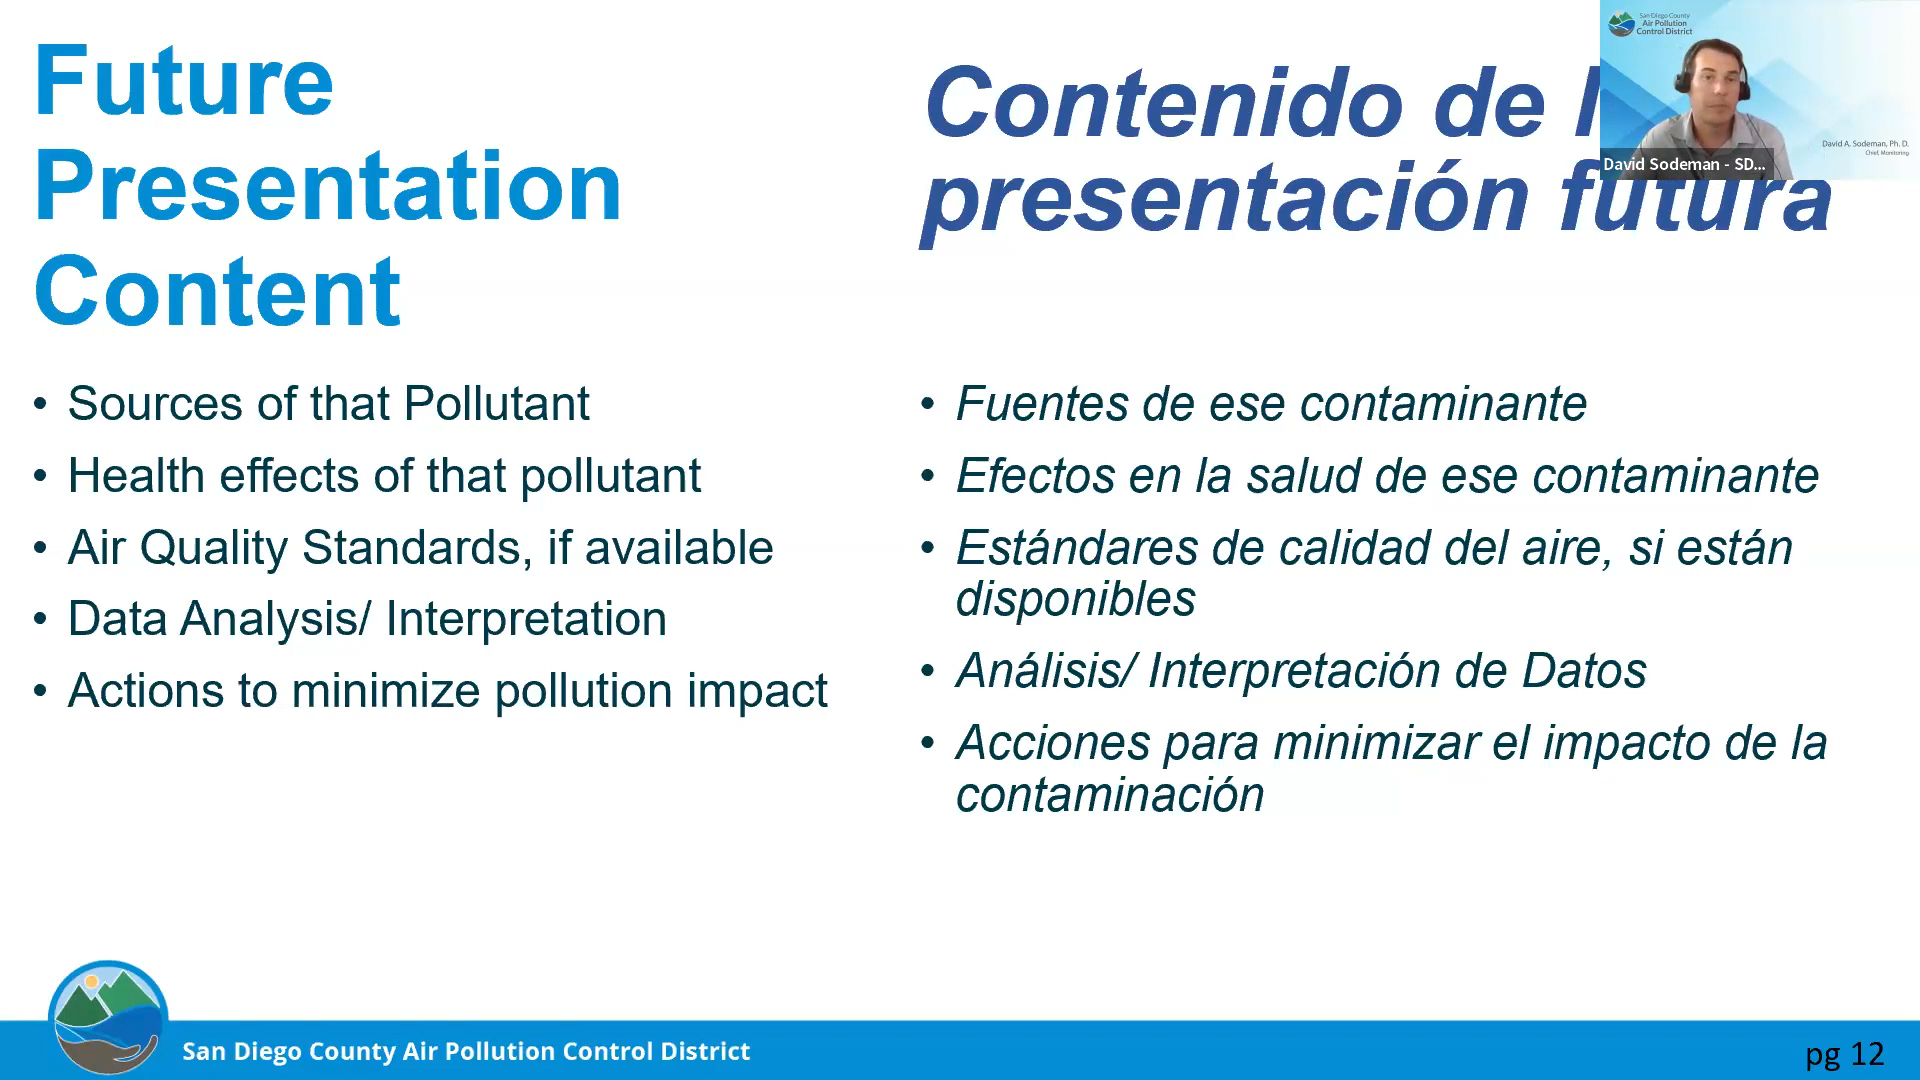 Future
Presentation
Content
• Sources of that Pollutant
• Health effects of that pollutant
• Air Quality Standards, if available
• Data Analysis/ Interpretation
• Actions to minimize pollution impact
Contenido de l
presentación futura
• Fuentes de ese contaminante
• Efectos en la salud de ese contaminante
• Estándares de calidad del aire, si están
disponibles
• Análisis/ Interpretación de Datos
• Acciones para minimizar el impacto de la
contaminación
San Diego County
Air Pollution
Control District
David A. Sodeman, Ph. D.
Chief, Monitoring
David Sodeman - SD...
San Diego County Air Pollution Control District
pg 12